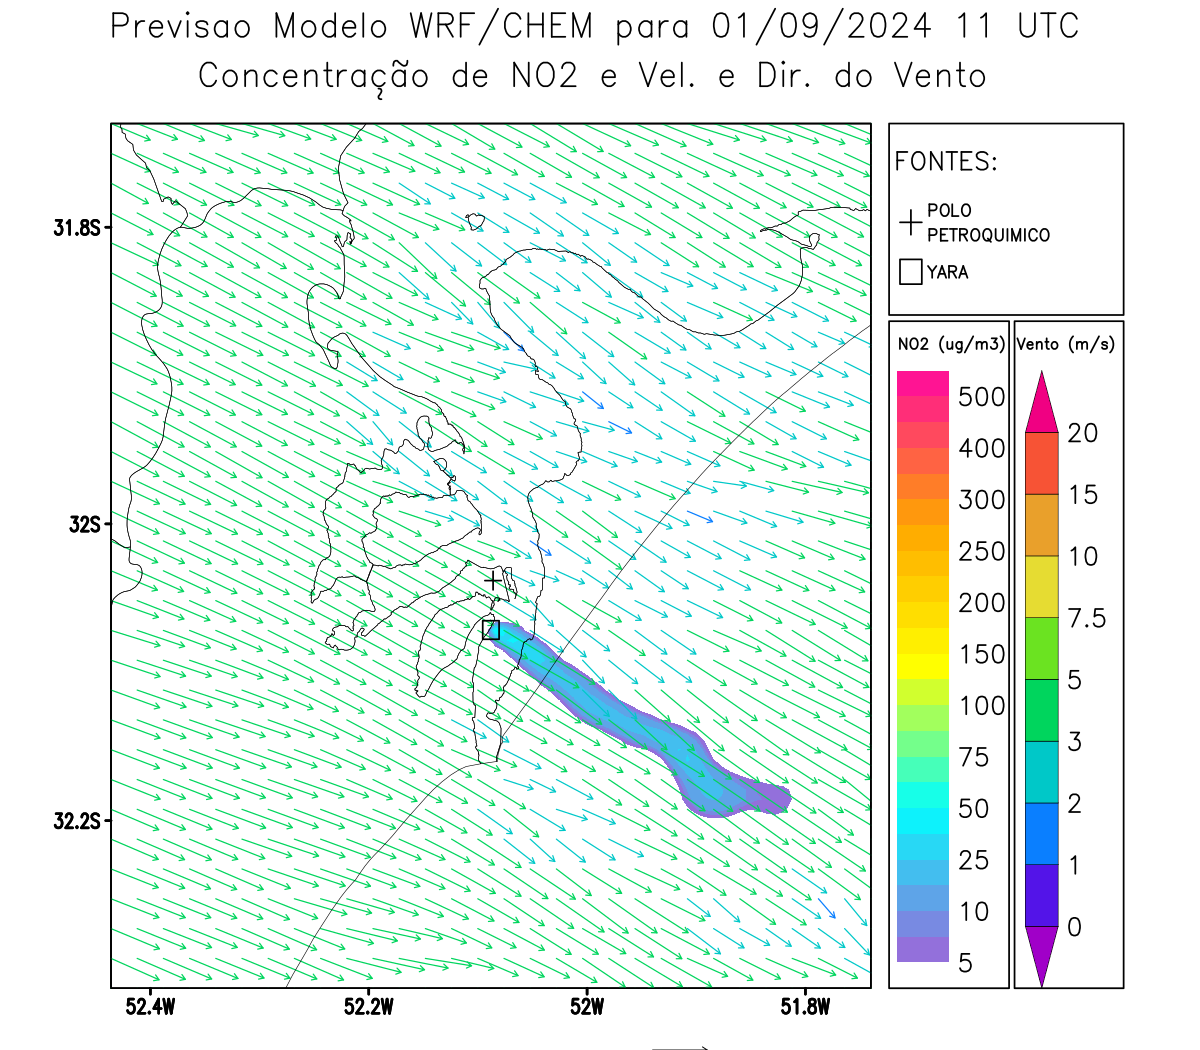 Previsao Modelo WRF/CHEM para 01/09/2024 11 UTC
Concentração de NO2 e Vel. e Dir. do Vento
FONTES:
POLO
PETROQUIMICO
YARA
31.8S
32S
32.2S
52.4W
52.2W
52W
51.8W
NO2 (ug/m3)
500
400
300
250
200
150
100
75
50
25
10
5
Vento (m/s)
20
15
10
7.5
5
3
2
1
0